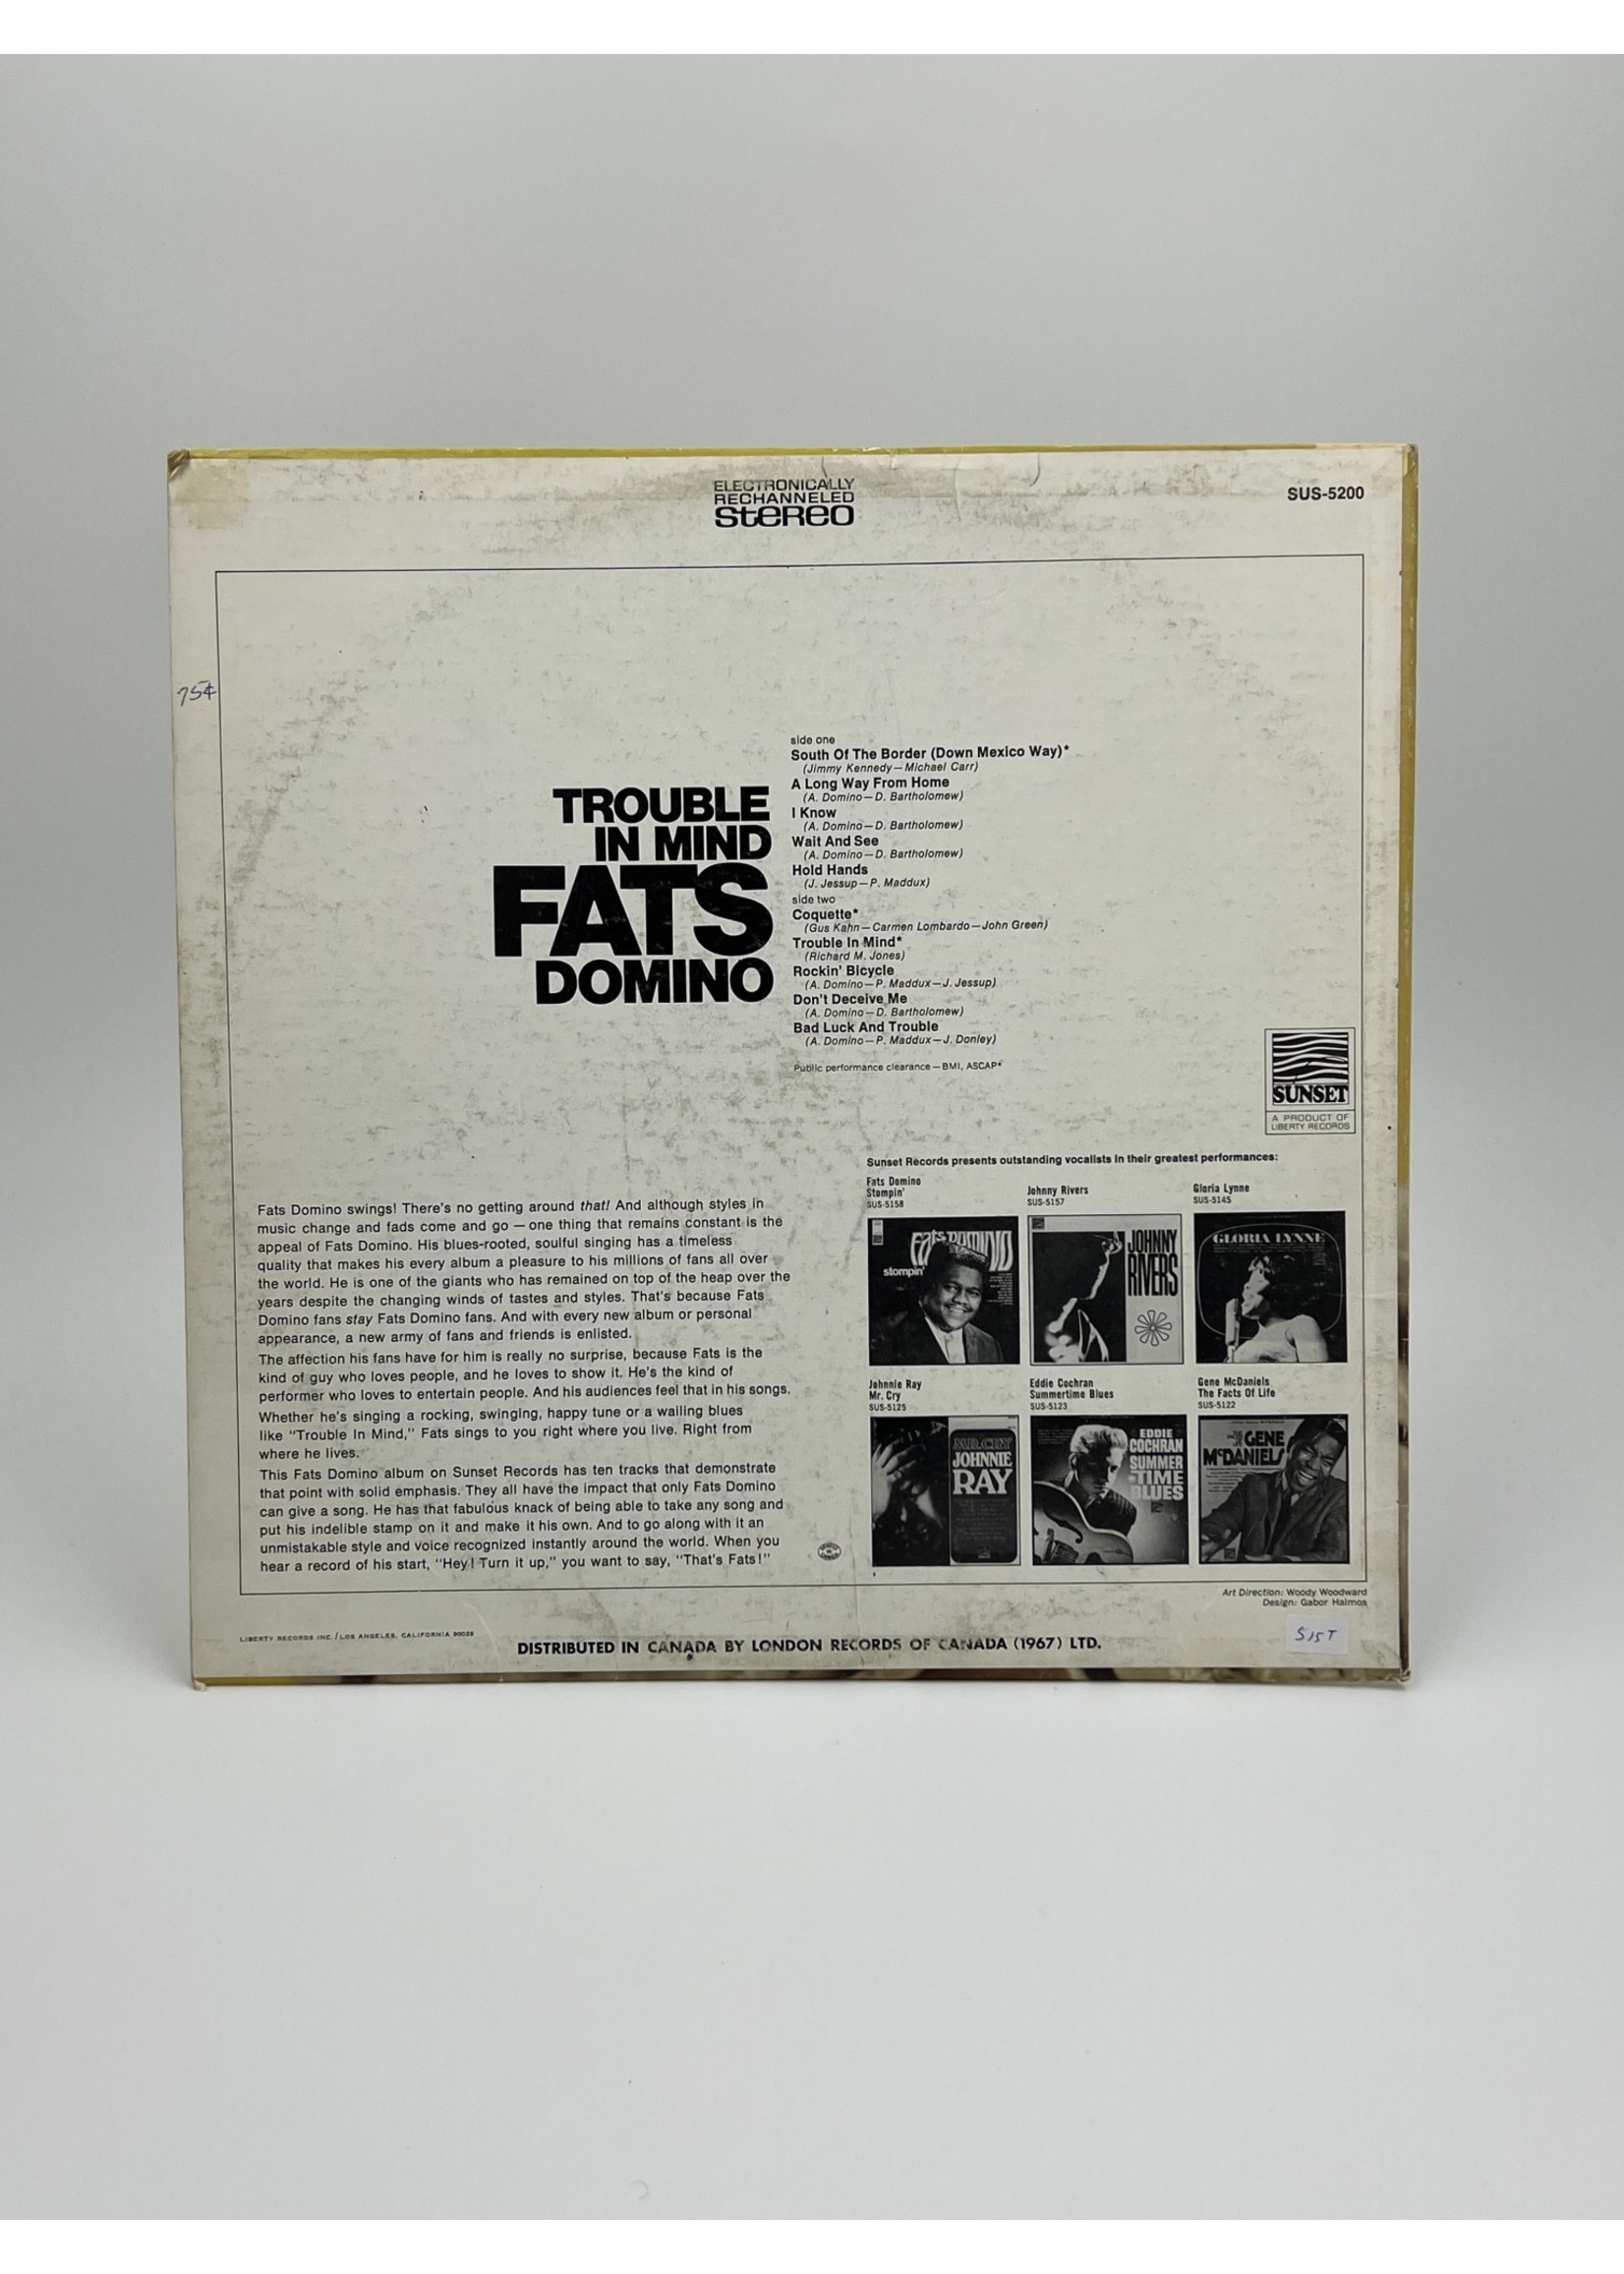 ELECTRONICALLY
RECHANNELED
STEREO
SUS-5200
75¢
TROUBLE
IN MIND
FATS
DOMINO
side one
South Of The Border (Down Mexico Way)*
(Jimmy Kennedy—Michael Carr)
A Long Way From Home
(A. Domino—D. Bartholomew)
I Know
(A. Domino—D. Bartholomew)
Wait And See
(A. Domino—D. Bartholomew)
Hold Hands
(J. Jessup—P. Maddux)
side two
Coquette*
(Gus Kahn—Carmen Lombardo—John Green)
Trouble In Mind*
(Richard M. Jones)
Rockin' Bicycle
(A. Domino—P. Maddux—J. Jessup)
Don't Deceive Me
(A. Domino—D. Bartholomew)
Bad Luck And Trouble
(A. Domino—P. Maddux—J. Donley)
Public performance clearance—BMI, ASCAP*
SUNSET
A PRODUCT OF
LIBERTY RECORDS
Fats Domino swings! There's no getting around that! And although styles in
music change and fads come and go — one thing that remains constant is the
appeal of Fats Domino. His blues-rooted, soulful singing has a timeless
quality that makes his every album a pleasure to his millions of fans all over
the world. He is one of the giants who has remained on top of the heap over the
years despite the changing winds of tastes and styles. That's because Fats
Domino fans stay Fats Domino fans. And with every new album or personal
appearance, a new army of fans and friends is enlisted.
The affection his fans have for him is really no surprise, because Fats is the
kind of guy who loves people, and he loves to show it. He's the kind of
performer who loves to entertain people. And his audiences feel that in his songs.
Whether he's singing a rocking, swinging, happy tune or a wailing blues
like "Trouble In Mind," Fats sings to you right where you live. Right from
where he lives.
This Fats Domino album on Sunset Records has ten tracks that demonstrate
that point with solid emphasis. They all have the impact that only Fats Domino
can give a song. He has that fabulous knack of being able to take any song and
put his indelible stamp on it and make it his own. And to go along with it an
unmistakable style and voice recognized instantly around the world. When you
hear a record of his start, "Hey! Turn it up," you want to say, "That's Fats!"
Sunset Records presents outstanding vocalists in their greatest performances:
Fats Domino
Stompin'
SUS-5158
Johnny Rivers
SUS-5157
Gloria Lynne
SUS-5145
FATS DOMINO
stompin'
JOHNNY
RIVERS
GLORIA LYNNE
Johnnie Ray
Mr. Cry
SUS-5125
Eddie Cochran
Summertime Blues
SUS-5123
Gene McDaniels
The Facts Of Life
SUS-5122
MR. CRY
JOHNNIE
RAY
EDDIE
COCHRAN
SUMMER
-TIME
BLUES
GENE
McDANIELS
Art Direction: Woody Woodward
Design: Gabor Halmos
LIBERTY RECORDS INC. / LOS ANGELES, CALIFORNIA 90028
DISTRIBUTED IN CANADA BY LONDON RECORDS OF CANADA (1967) LTD.